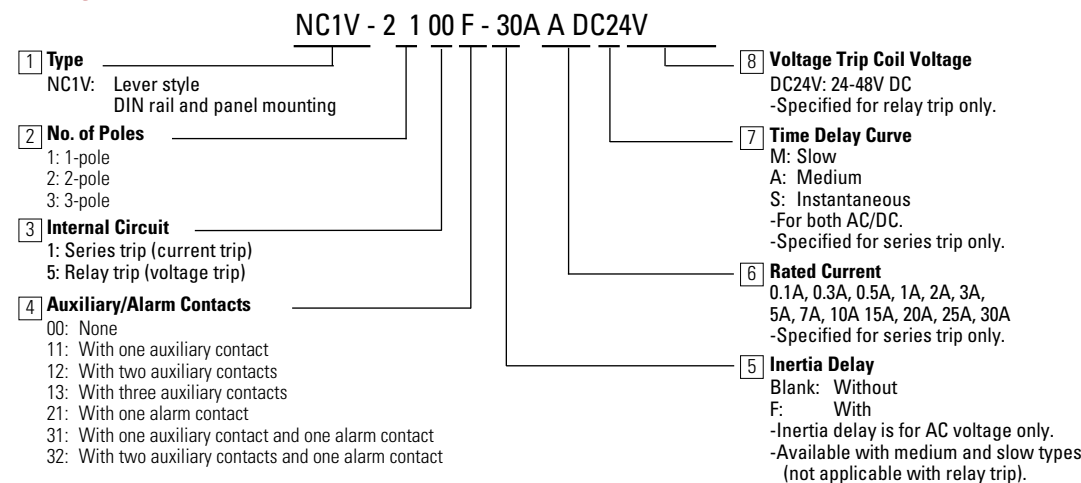 NC1V - 2 1 00 F - 30A A DC24V
1 Type
NC1V: Lever style
DIN rail and panel mounting
2 No. of Poles
1: 1-pole
2: 2-pole
3: 3-pole
3 Internal Circuit
1: Series trip (current trip)
5: Relay trip (voltage trip)
4 Auxiliary/Alarm Contacts
00: None
11: With one auxiliary contact
12: With two auxiliary contacts
13: With three auxiliary contacts
21: With one alarm contact
31: With one auxiliary contact and one alarm contact
32: With two auxiliary contacts and one alarm contact
8 Voltage Trip Coil Voltage
DC24V: 24-48V DC
-Specified for relay trip only.
7 Time Delay Curve
M: Slow
A: Medium
S: Instantaneous
-For both AC/DC.
-Specified for series trip only.
6 Rated Current
0.1A, 0.3A, 0.5A, 1A, 2A, 3A,
5A, 7A, 10A 15A, 20A, 25A, 30A
-Specified for series trip only.
5 Inertia Delay
Blank: Without
F: With
-Inertia delay is for AC voltage only.
-Available with medium and slow types
(not applicable with relay trip).